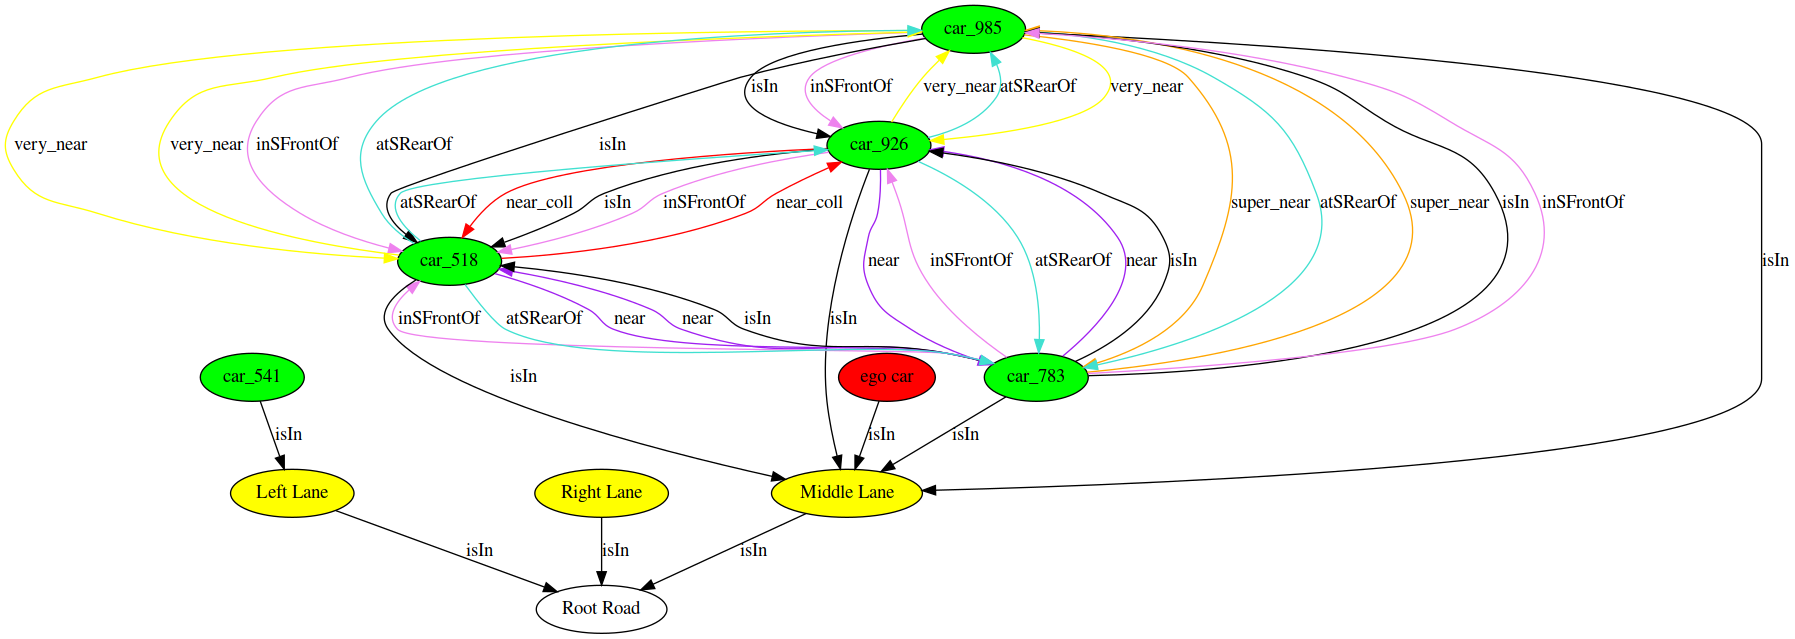 car_985
isIn
inSFrontOf
very_near
atSRearOf
very_near
very_near
very_near
inSFrontOf
atSRearOf
isIn
car_926
atSRearOf
near_coll
isIn
inSFrontOf
near_coll
super_near
atSRearOf
super_near
isIn
inSFrontOf
car_518
near
inSFrontOf
atSRearOf
near
isIn
isIn
inSFrontOf
atSRearOf
near
near
isIn
isIn
car_541
isIn
ego car
car_783
isIn
isIn
isIn
Left Lane
Right Lane
Middle Lane
isIn
isIn
isIn
Root Road